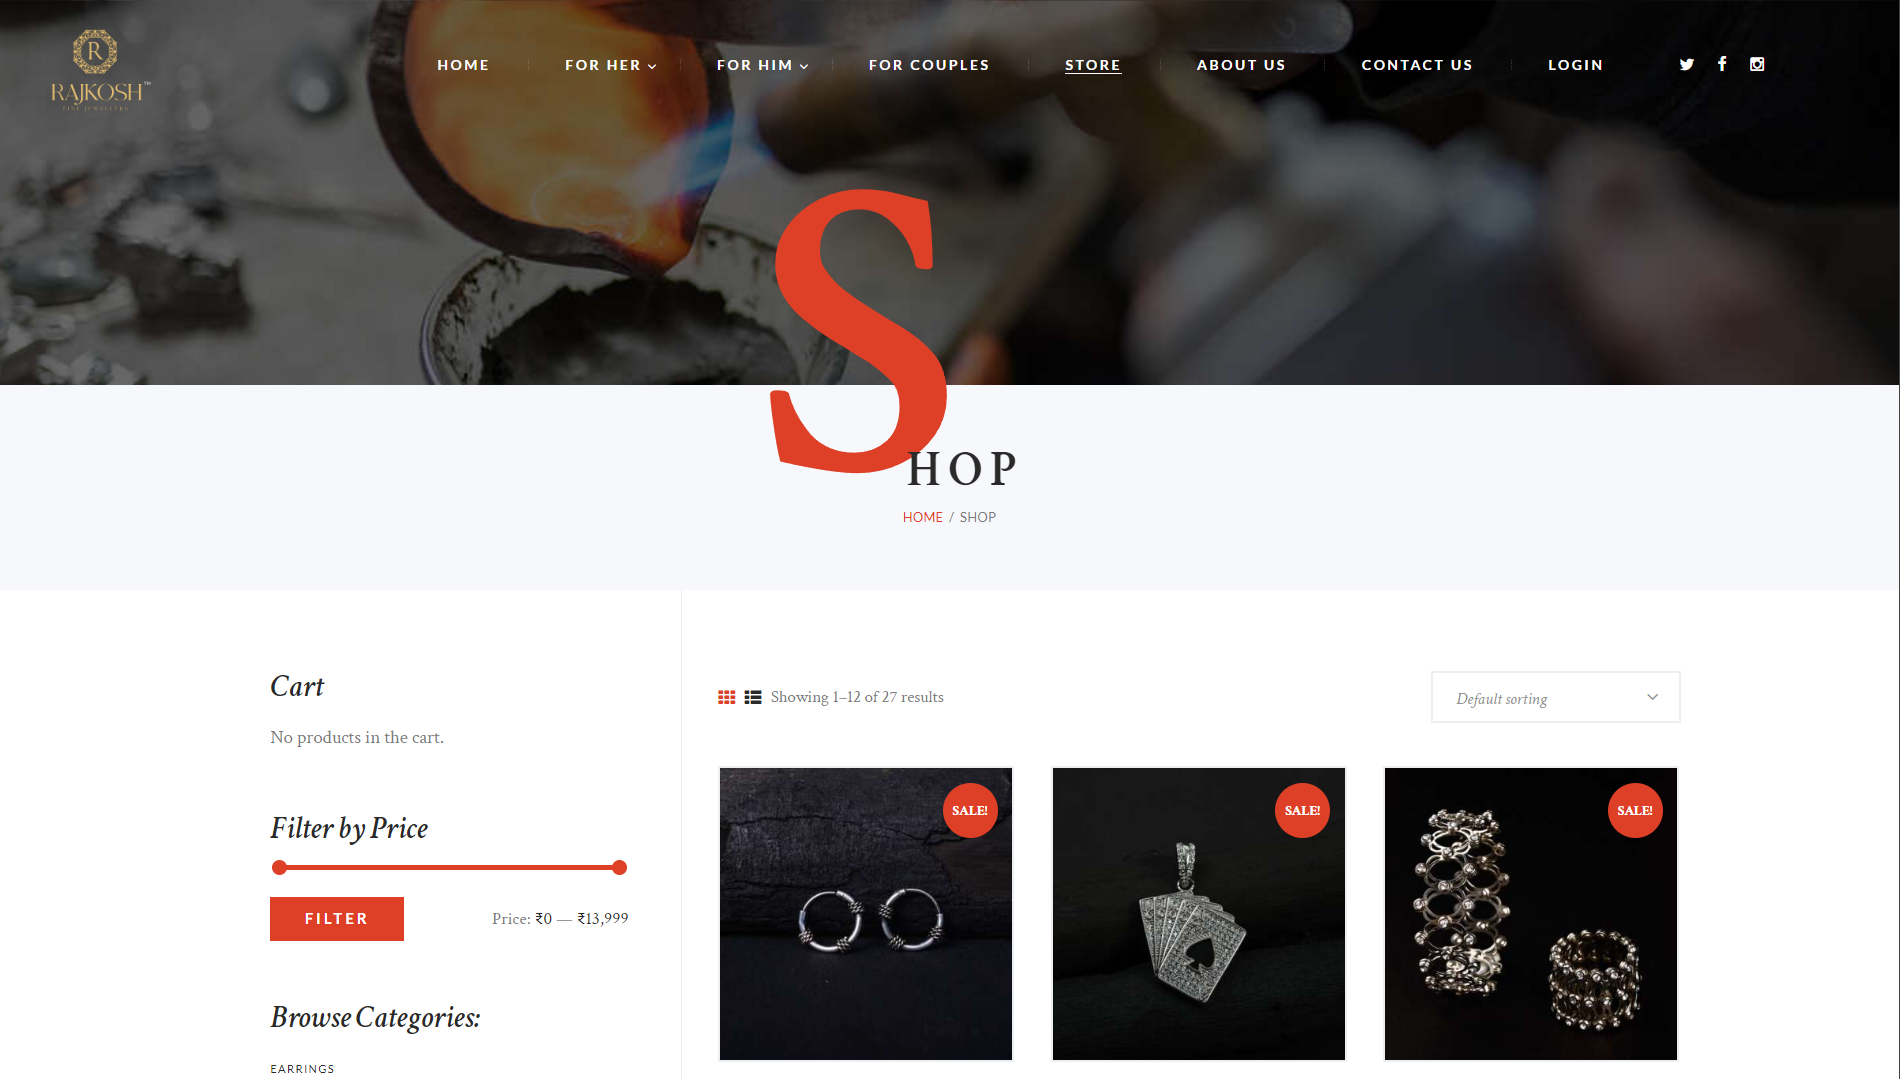 R
RAJKOSH™
FINE JEWELLERS
HOME
FOR HER
FOR HIM
FOR COUPLES
STORE
ABOUT US
CONTACT US
LOGIN
SHOP
HOME / SHOP
Cart
No products in the cart.
Filter by Price
FILTER
Price: ₹0 — ₹13,999
Browse Categories:
EARRINGS
Showing 1–12 of 27 results
Default sorting
SALE!
SALE!
SALE!